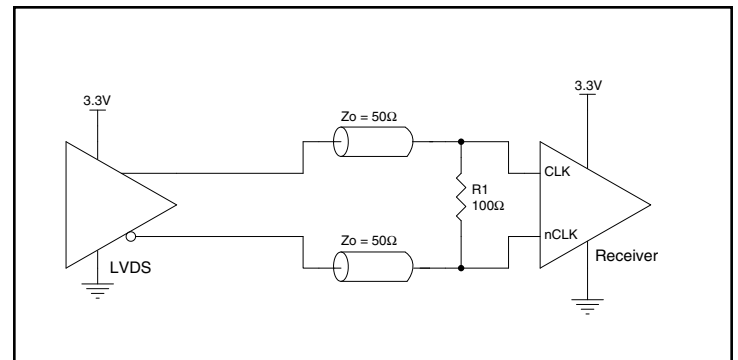 3.3V
3.3V
Zo = 50Ω
CLK
R1
100Ω
Zo = 50Ω
nCLK
LVDS
Receiver